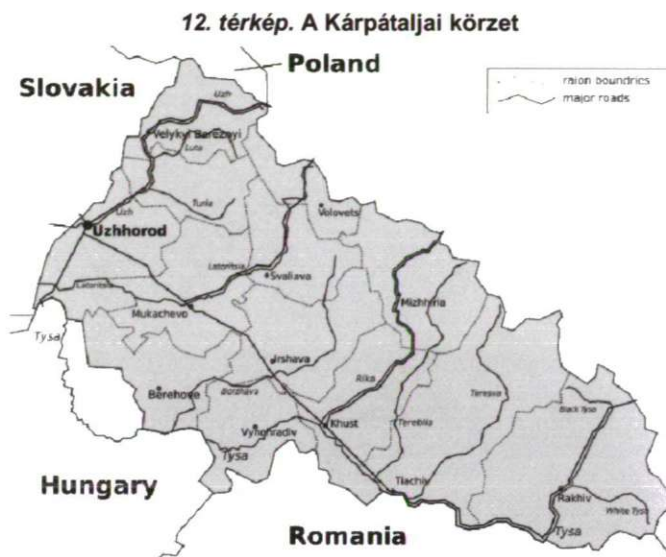 12. térkép. A Kárpátaljai körzet
Poland
Slovakia
raion boundries
major roads
Uzh
Velykyi Bereznyi
Luta
Uzh
Turia
Volovets
Uzhhorod
Latoritsia
Svaliava
Latoritsia
Mizhhiria
Mukachevo
Tysa
Irshava
Rika
Berehove
Borzhava
Teresva
Black Tysa
Vynohradiv
Khust
Tereblia
Tysa
Tiachiv
Hungary
Rakhiv
White Tysa
Romania
Tysa